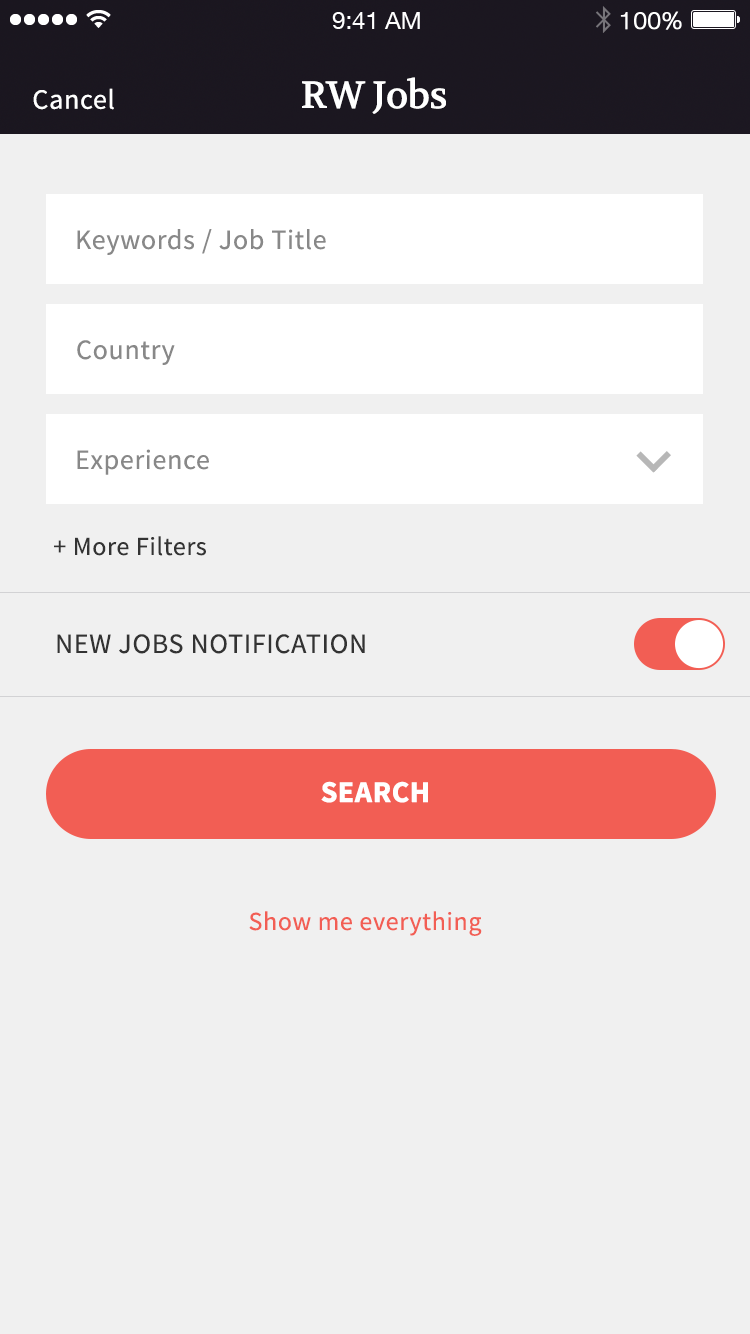 9:41 AM
100%
Cancel
RW Jobs
Keywords / Job Title
Country
Experience
+ More Filters
NEW JOBS NOTIFICATION
SEARCH
Show me everything